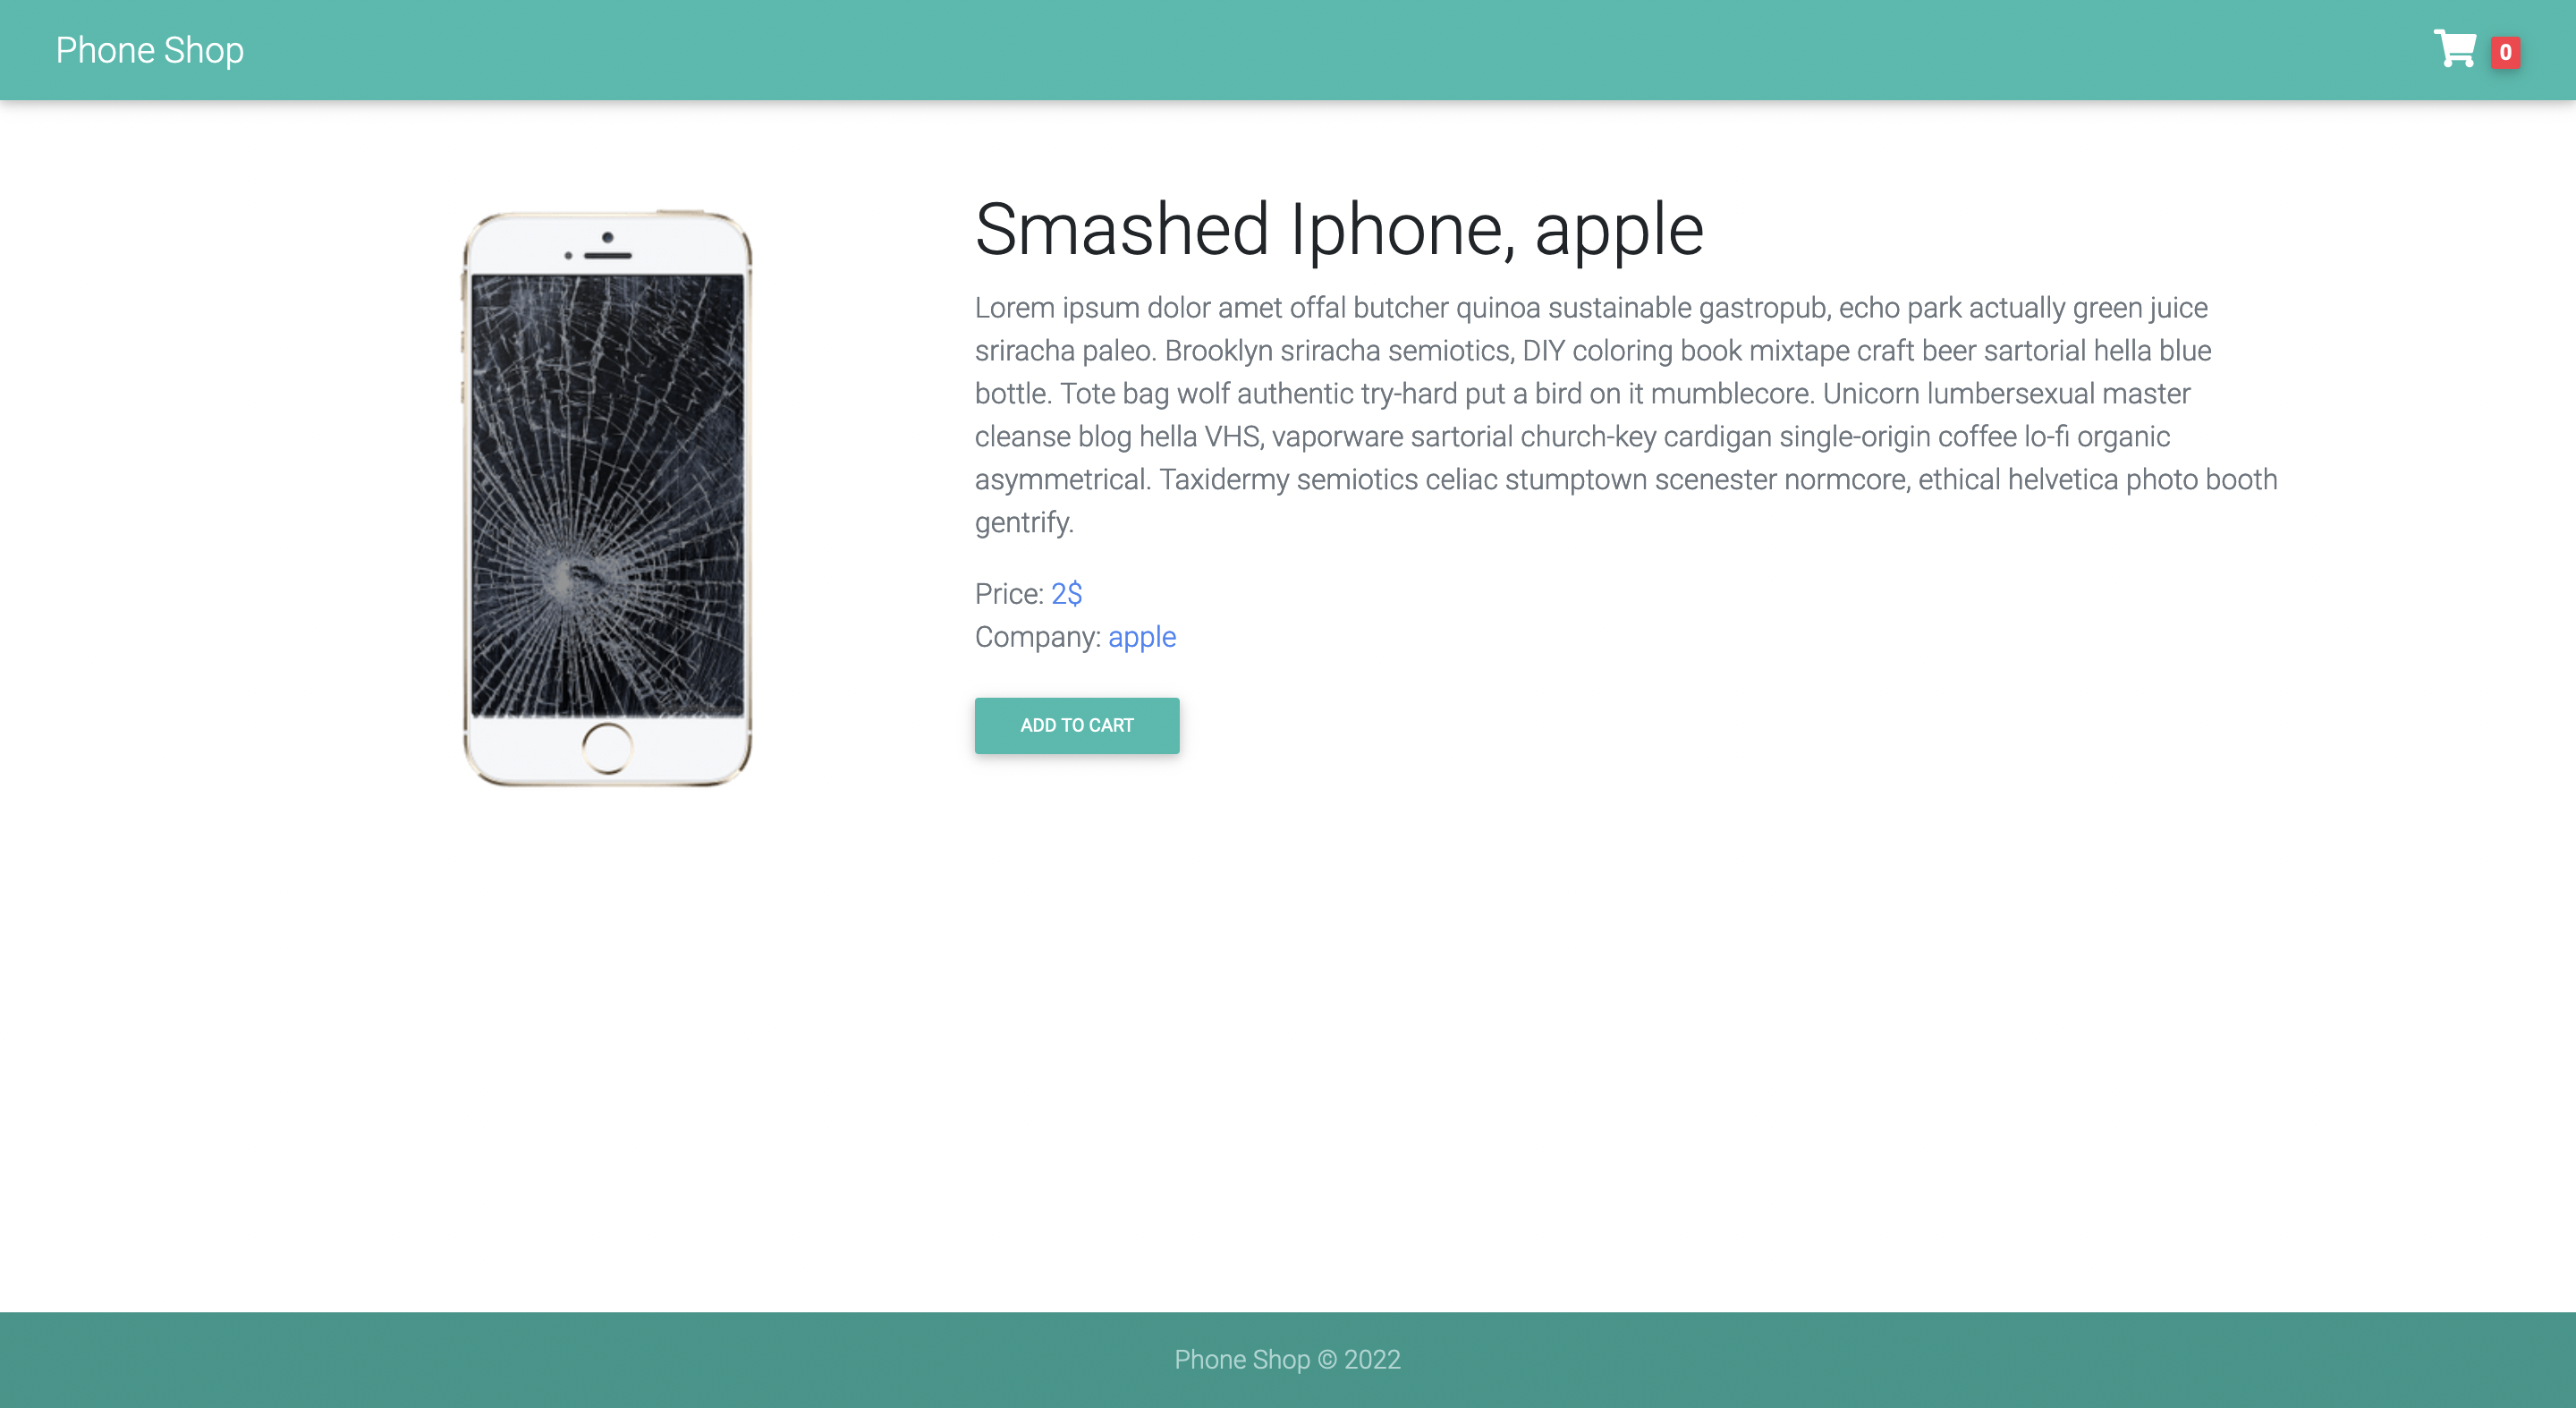 Phone Shop
0
Smashed Iphone, apple
Lorem ipsum dolor amet offal butcher quinoa sustainable gastropub, echo park actually green juice
sriracha paleo. Brooklyn sriracha semiotics, DIY coloring book mixtape craft beer sartorial hella blue
bottle. Tote bag wolf authentic try-hard put a bird on it mumblecore. Unicorn lumbersexual master
cleanse blog hella VHS, vaporware sartorial church-key cardigan single-origin coffee lo-fi organic
asymmetrical. Taxidermy semiotics celiac stumptown scenester normcore, ethical helvetica photo booth
gentrify.
Price: 2$
Company: apple
ADD TO CART
Phone Shop © 2022